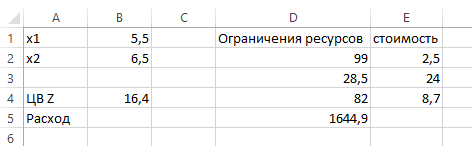 A B C D E
1 x1 5,5 Ограничения ресурсов стоимость
2 x2 6,5 99 2,5
3 28,5 24
4 ЦВ Z 16,4 82 8,7
5 Расход 1644,9
6